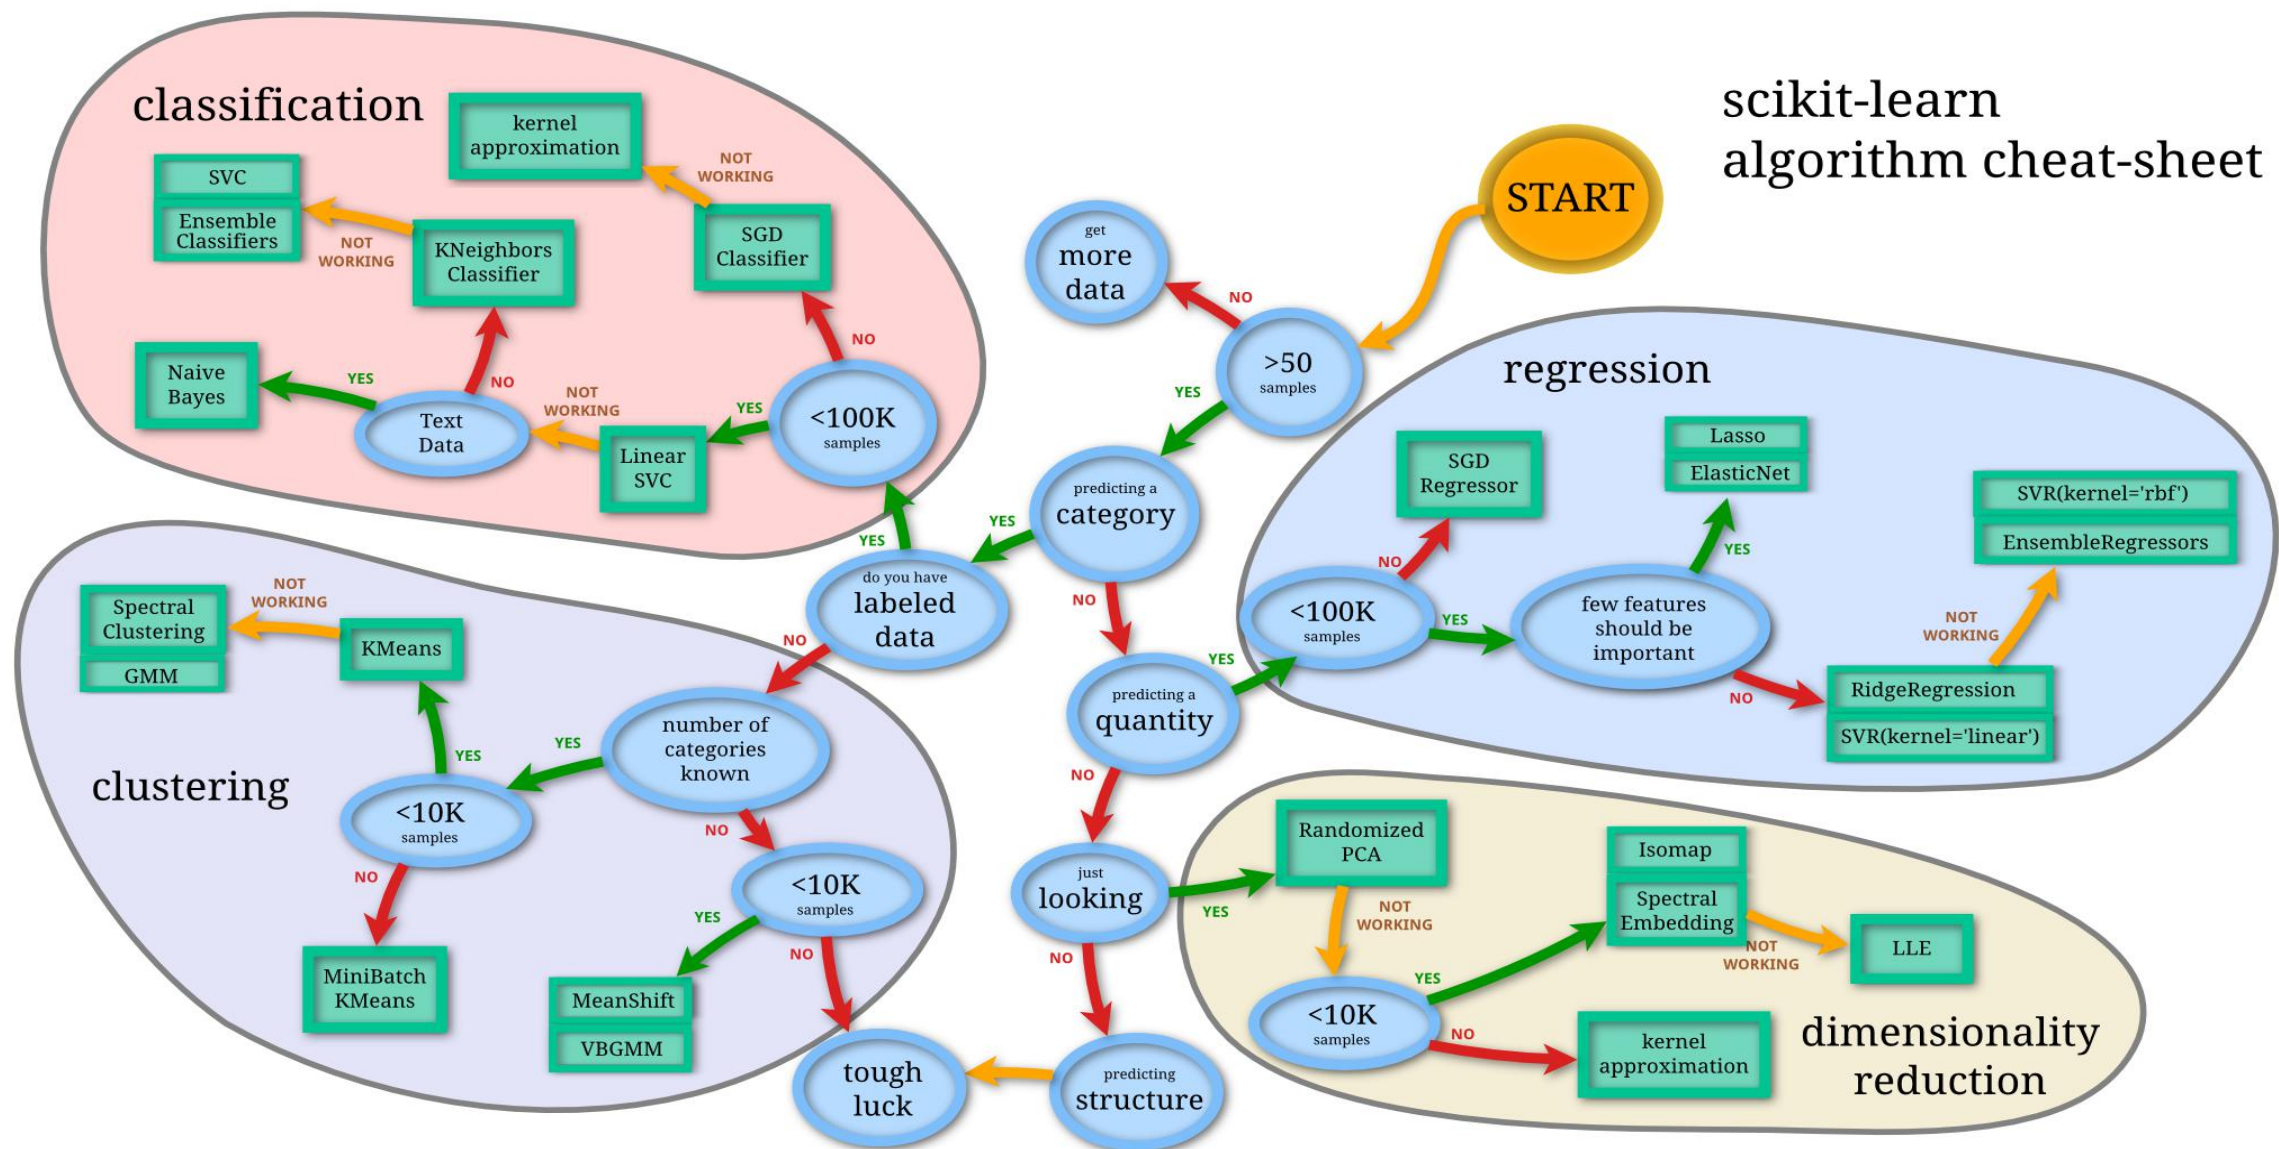 scikit-learn
algorithm cheat-sheet
START
>50
samples
NO
get
more
data
YES
predicting a
category
YES
do you have
labeled
data
YES
classification
<100K
samples
NO
SGD
Classifier
NOT
WORKING
kernel
approximation
YES
Linear
SVC
NOT
WORKING
Text
Data
YES
Naive
Bayes
NO
KNeighbors
Classifier
NOT
WORKING
SVC
Ensemble
Classifiers
NO
clustering
number of
categories
known
YES
<10K
samples
YES
KMeans
NOT
WORKING
Spectral
Clustering
GMM
NO
MiniBatch
KMeans
NO
<10K
samples
YES
MeanShift
VBGMM
NO
tough
luck
NO
predicting a
quantity
YES
regression
<100K
samples
NO
SGD
Regressor
YES
few features
should be
important
YES
Lasso
ElasticNet
NO
RidgeRegression
SVR(kernel='linear')
NOT
WORKING
SVR(kernel='rbf')
EnsembleRegressors
NO
just
looking
YES
Randomized
PCA
NOT
WORKING
<10K
samples
YES
Isomap
Spectral
Embedding
NOT
WORKING
LLE
NO
kernel
approximation
dimensionality
reduction
NO
predicting
structure